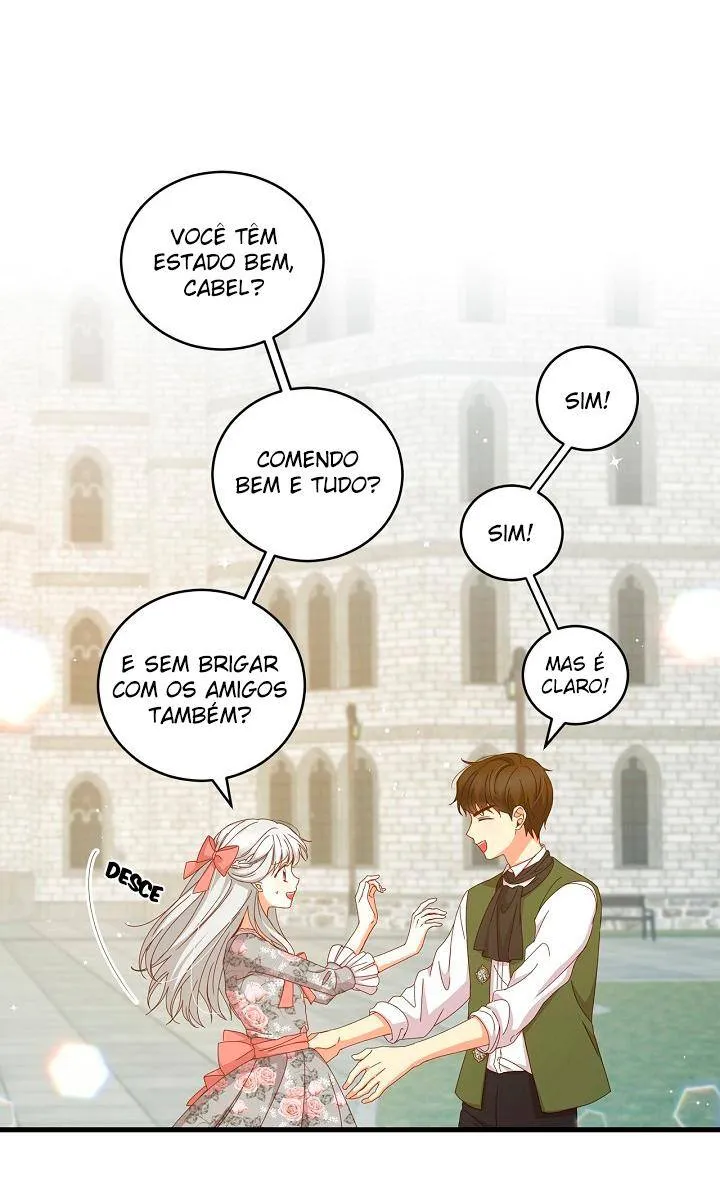 VOCÊ TÊM
ESTADO BEM,
CABEL?
COMENDO
BEM E TUDO?
E SEM BRIGAR
COM OS AMIGOS
TAMBÉM?
SIM!
SIM!
MAS É
CLARO!
DESCE